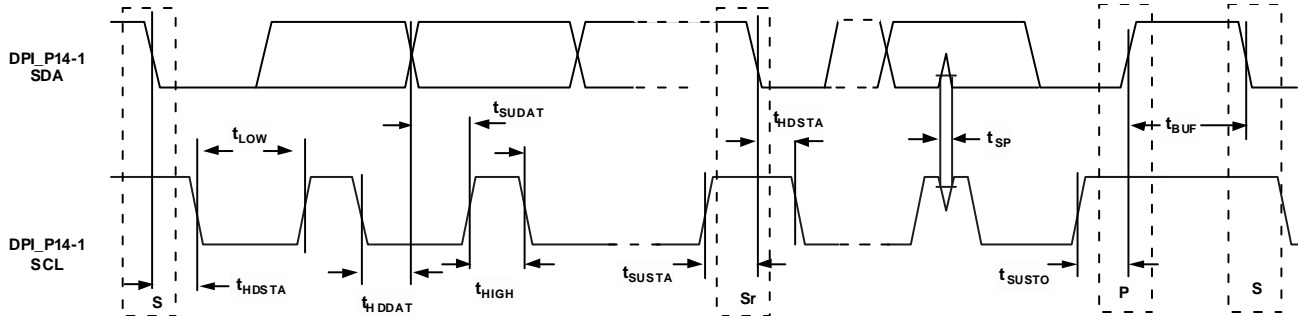 DPI_P14-1
SDA
tSUDAT
tLOW
tHDSTA
tSP
tBUF
DPI_P14-1
SCL
tHDSTA
S
tHDDAT
tHIGH
tSUSTA
Sr
tSUSTO
P
S